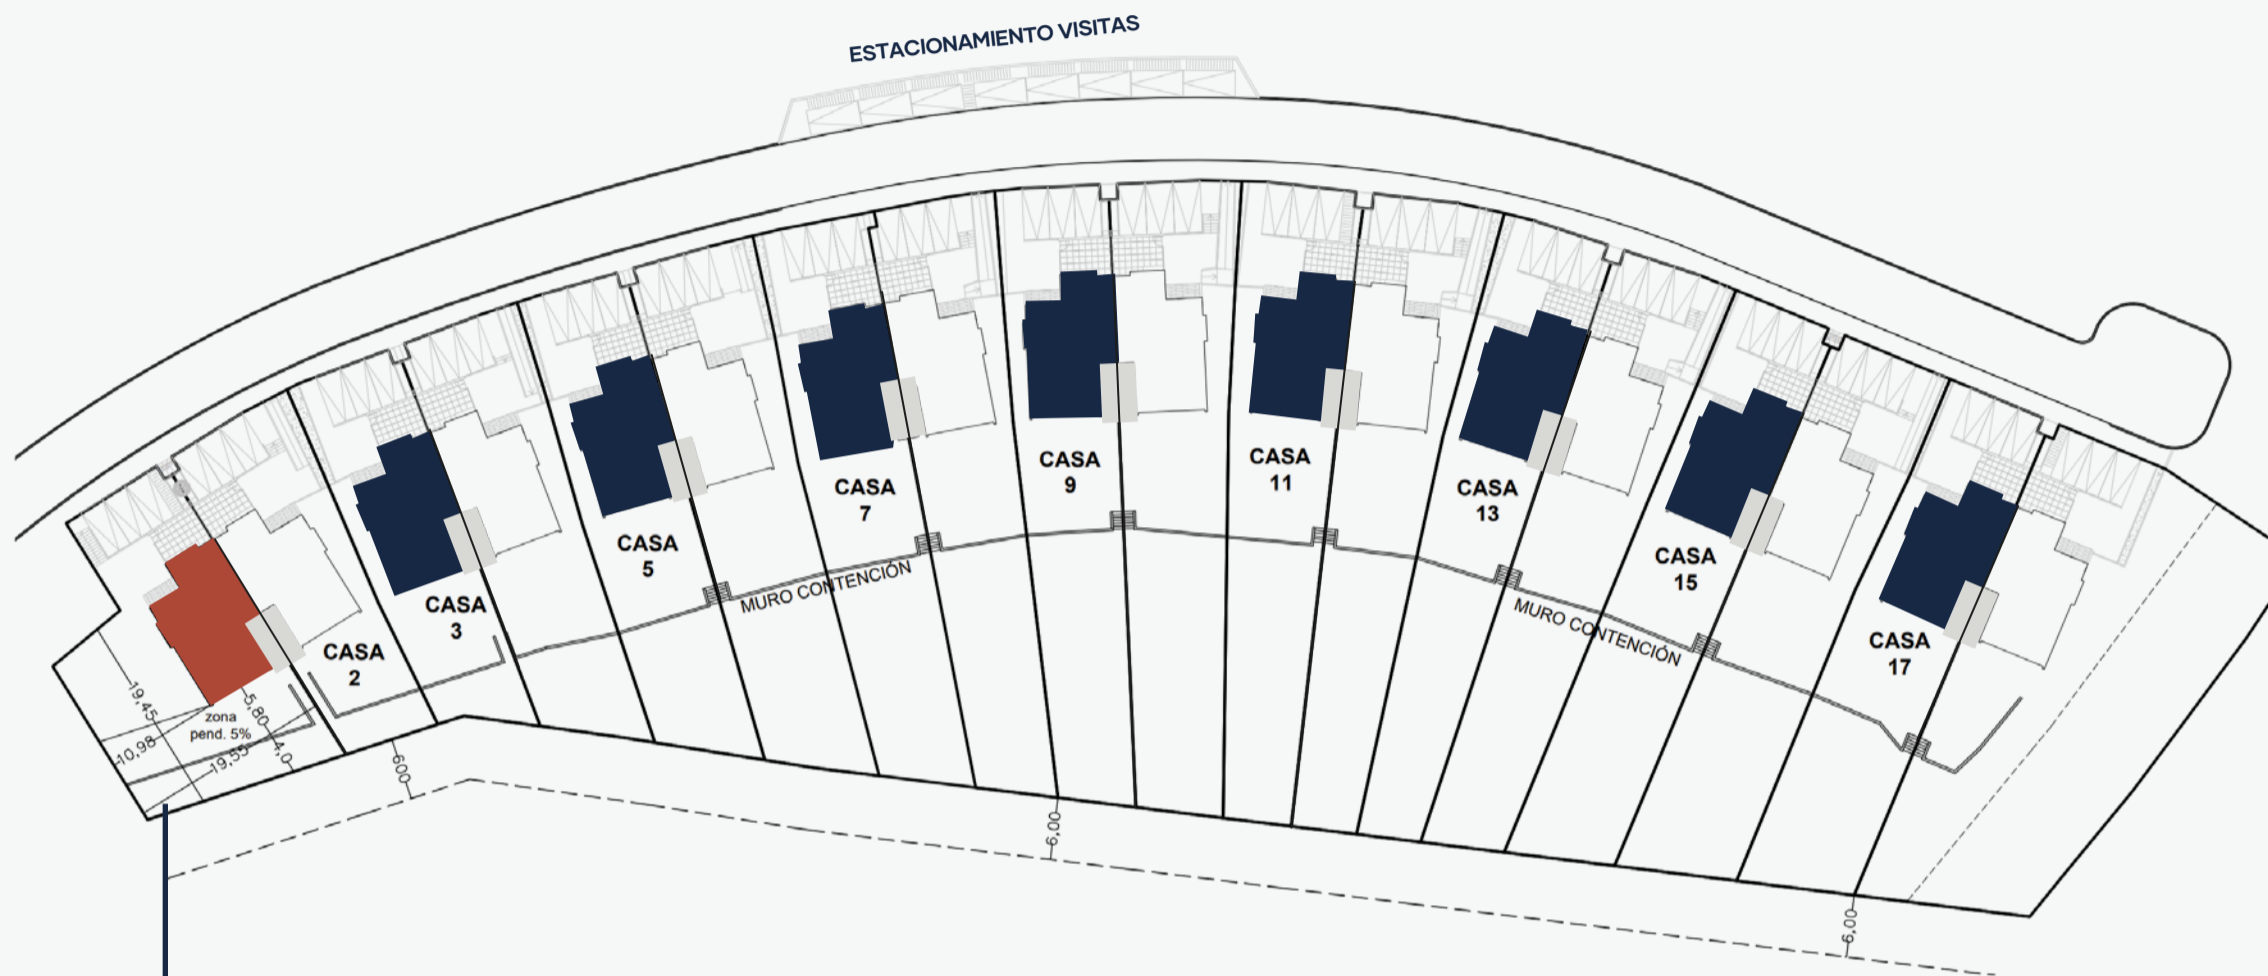 ESTACIONAMIENTO VISITAS
CASA
9
CASA
11
CASA
7
CASA
13
CASA
5
CASA
15
MURO CONTENCIÓN
CASA
3
MURO CONTENCIÓN
CASA
17
CASA
2
19,45
5,80
zona
pend. 5%
10,98
19,55
4,0
600
6,00
6,00